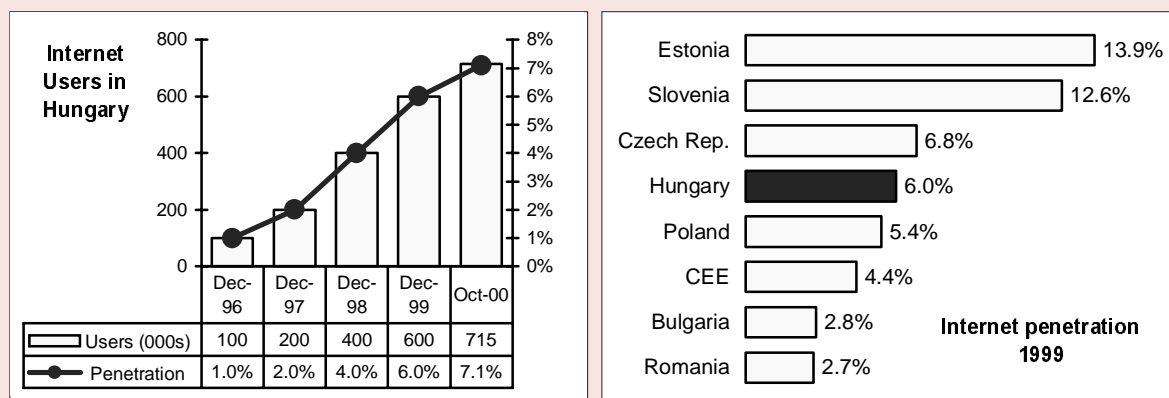 Internet
Users in
Hungary
800
600
400
200
0
8%
7%
6%
5%
4%
3%
2%
1%
0%
Dec-
96
Dec-
97
Dec-
98
Dec-
99
Oct-00
Users (000s) 100 200 400 600 715
Penetration 1.0% 2.0% 4.0% 6.0% 7.1%
Estonia 13.9%
Slovenia 12.6%
Czech Rep. 6.8%
Hungary 6.0%
Poland 5.4%
CEE 4.4%
Bulgaria 2.8%
Romania 2.7%
Internet penetration
1999